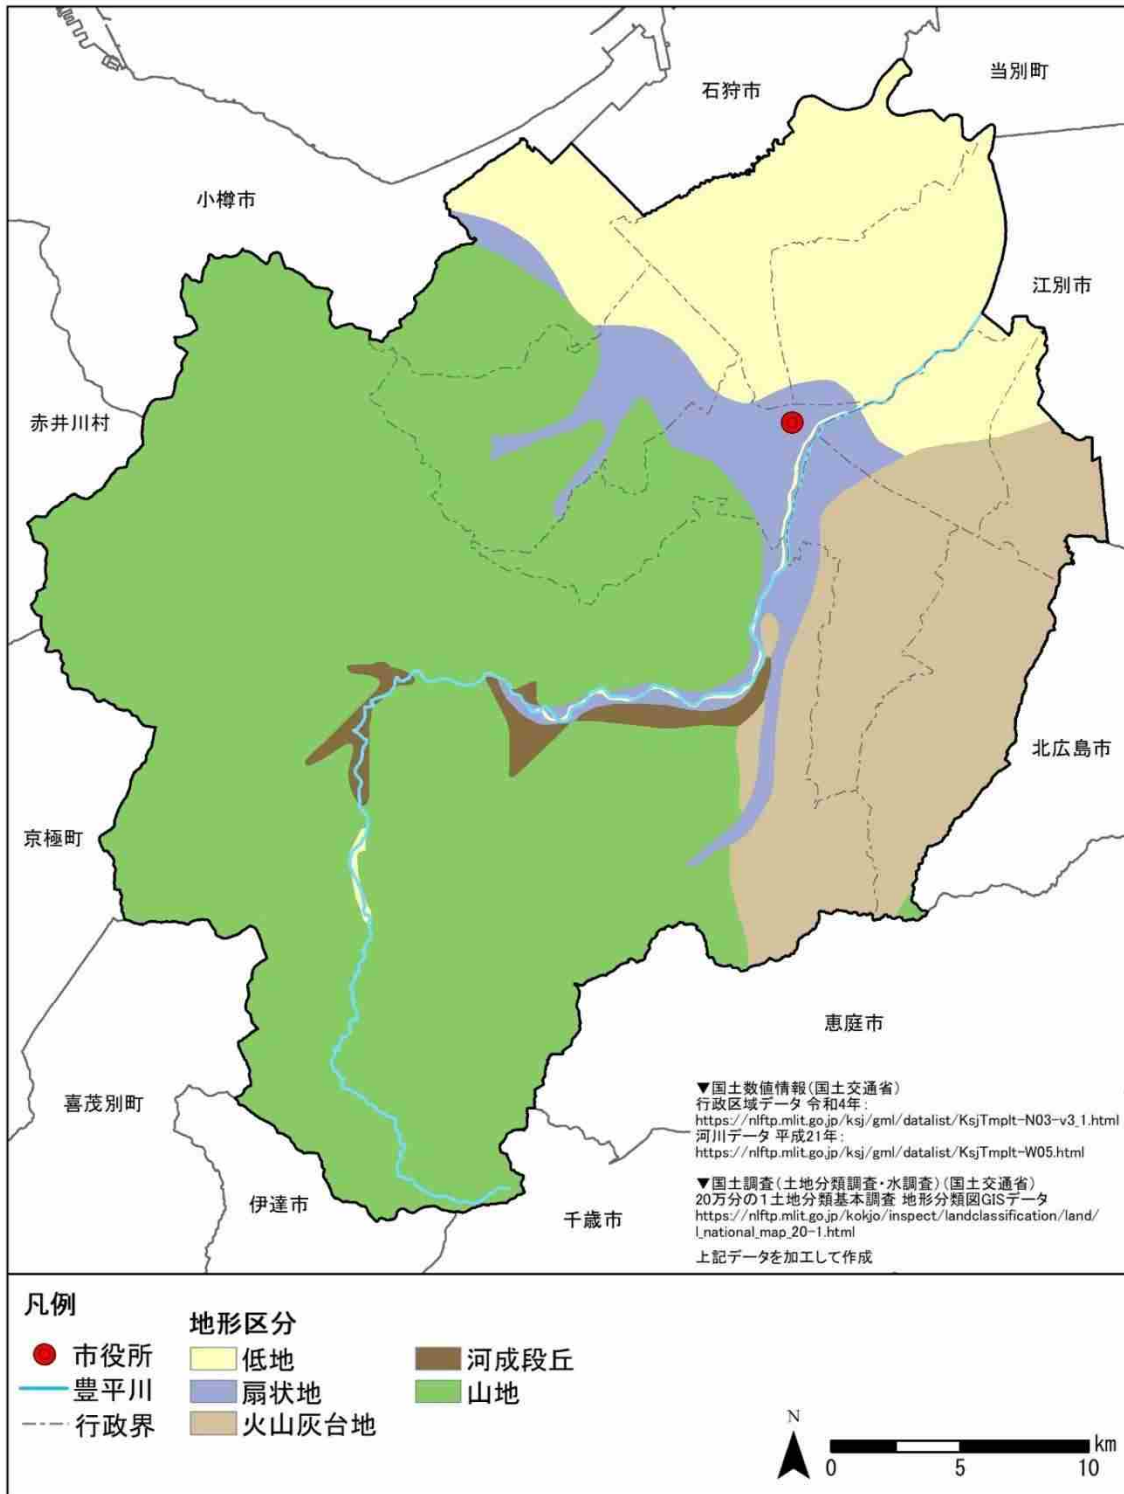 当別町
石狩市
小樽市
江別市
赤井川村
北広島市
京極町
恵庭市
喜茂別町
伊達市
千歳市
▼国土数値情報(国土交通省)
行政区域データ 令和4年:
https://nlftp.mlit.go.jp/ksj/gml/datalist/KsjTmplt-N03-v3_1.html
河川データ 平成21年:
https://nlftp.mlit.go.jp/ksj/gml/datalist/KsjTmplt-W05.html
▼国土調査(土地分類調査・水調査)(国土交通省)
20万分の1土地分類基本調査 地形分類図GISデータ
https://nlftp.mlit.go.jp/kokjo/inspect/landclassification/land/
l_national_map_20-1.html
上記データを加工して作成
凡例
市役所
豊平川
行政界
地形区分
低地
扇状地
火山灰台地
河成段丘
山地
N
km
0 5 10